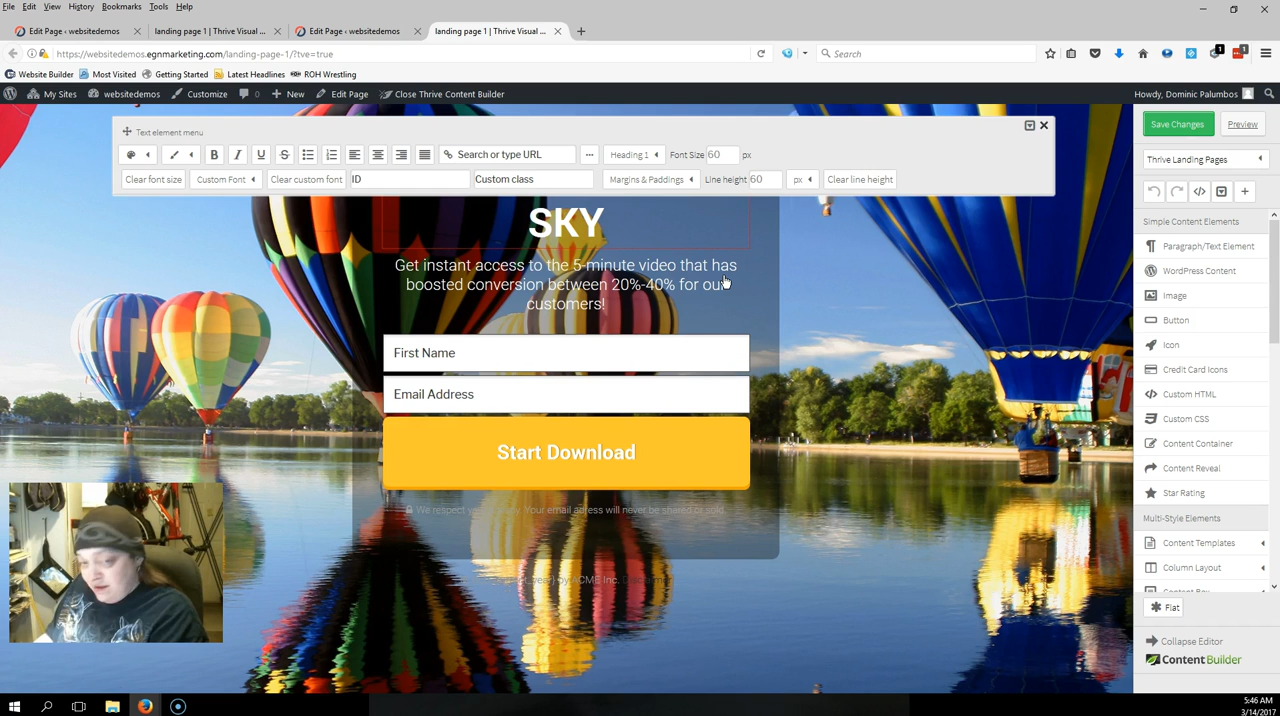 File Edit View History Bookmarks Tools Help
Edit Page ‹ websitedemos
landing page 1 | Thrive Visual ...
Edit Page ‹ websitedemos
landing page 1 | Thrive Visual ...
https://websitedemos.egnmarketing.com/landing-page-1/?tve=true
Search
Website Builder Most Visited Getting Started Latest Headlines ROH Wrestling
My Sites websitedemos Customize 0 New Edit Page Close Thrive Content Builder
Howdy, Dominic Palumbos
Text element menu
B I U S Search or type URL ... Heading 1 Font Size 60 px
Clear font size Custom Font Clear custom font ID Custom class Margins & Paddings Line height 60 px Clear line height
SKY
Get instant access to the 5-minute video that has
boosted conversion between 20%-40% for our
customers!
First Name
Email Address
Start Download
We respect your privacy. Your email adress will never be shared or sold.
by ACME Inc. Disclaimer
Save Changes Preview
Thrive Landing Pages
Simple Content Elements
Paragraph/Text Element
WordPress Content
Image
Button
Icon
Credit Card Icons
Custom HTML
Custom CSS
Content Container
Content Reveal
Star Rating
Multi-Style Elements
Content Templates
Column Layout
Flat
Collapse Editor
Content Builder
5:46 AM
3/14/2017